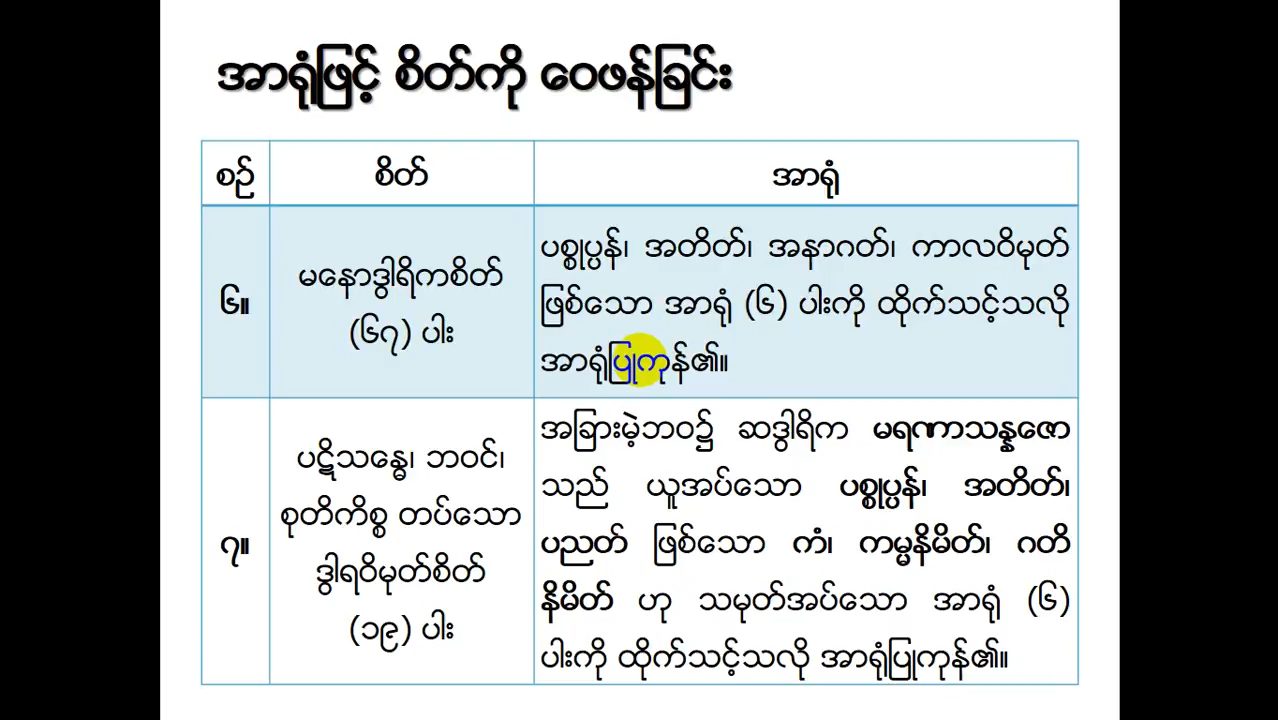 အာရုံဖြင့် စိတ်ကို ဝေဖန်ခြင်း
စဉ် စိတ် အာရုံ
၆။
မနောဒွါရိကစိတ်
(၆၇) ပါး
ပစ္စုပ္ပန်၊ အတိတ်၊ အနာဂတ်၊ ကာလဝိမုတ်
ဖြစ်သော အာရုံ (၆) ပါးကို ထိုက်သင့်သလို
အာရုံပြုကုန်၏။
၇။
ပဋိသန္ဓေ၊ ဘဝင်၊
စုတိကိစ္စ တပ်သော
ဒွါရဝိမုတ်စိတ်
(၁၉) ပါး
အခြားမဲ့ဘဝ၌ ဆဒွါရိက မရဏာသန္နဇော
သည် ယူအပ်သော ပစ္စုပ္ပန်၊ အတိတ်၊
ပညတ် ဖြစ်သော ကံ၊ ကမ္မနိမိတ်၊ ဂတိ
နိမိတ် ဟု သမုတ်အပ်သော အာရုံ (၆)
ပါးကို ထိုက်သင့်သလို အာရုံပြုကုန်၏။